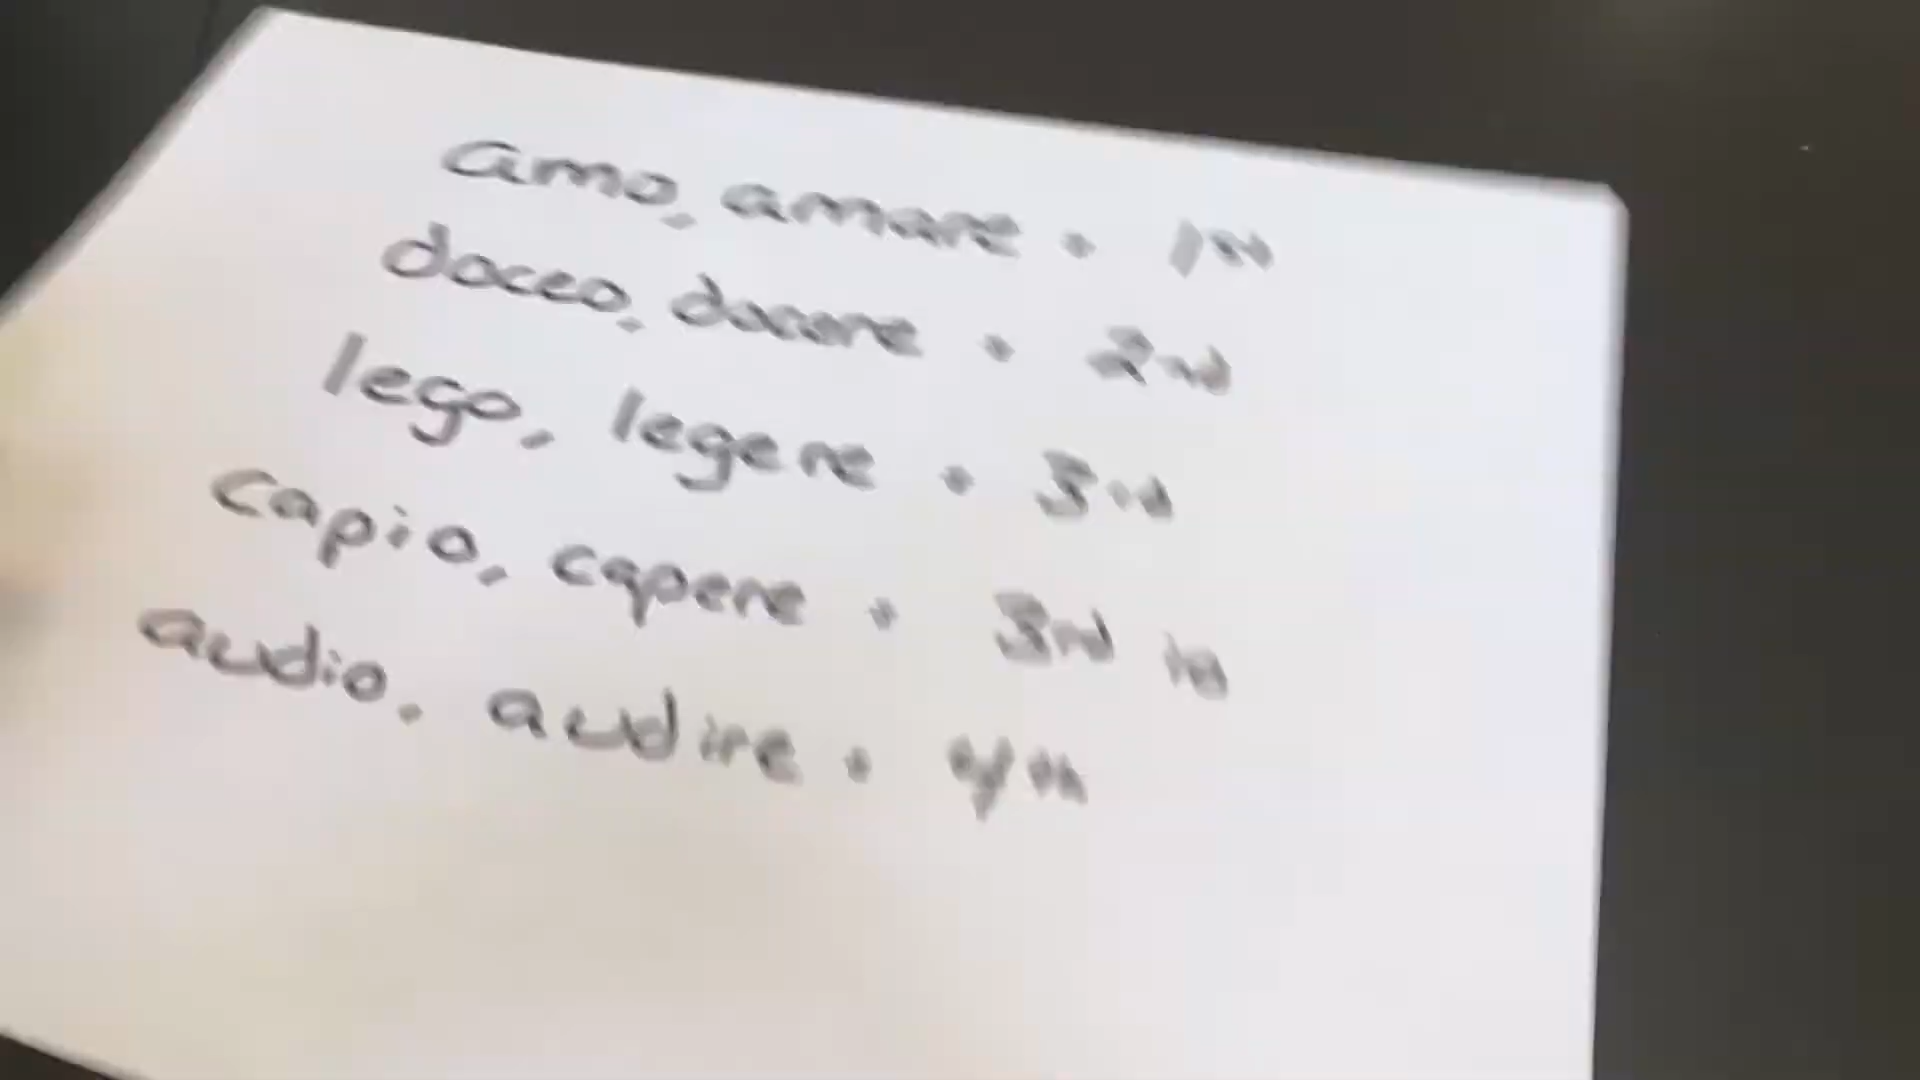 amo, amare • 1st
doceo, docere • 2nd
lego, legere • 3rd
capio, capere • 3rd io
audio, audire • 4th